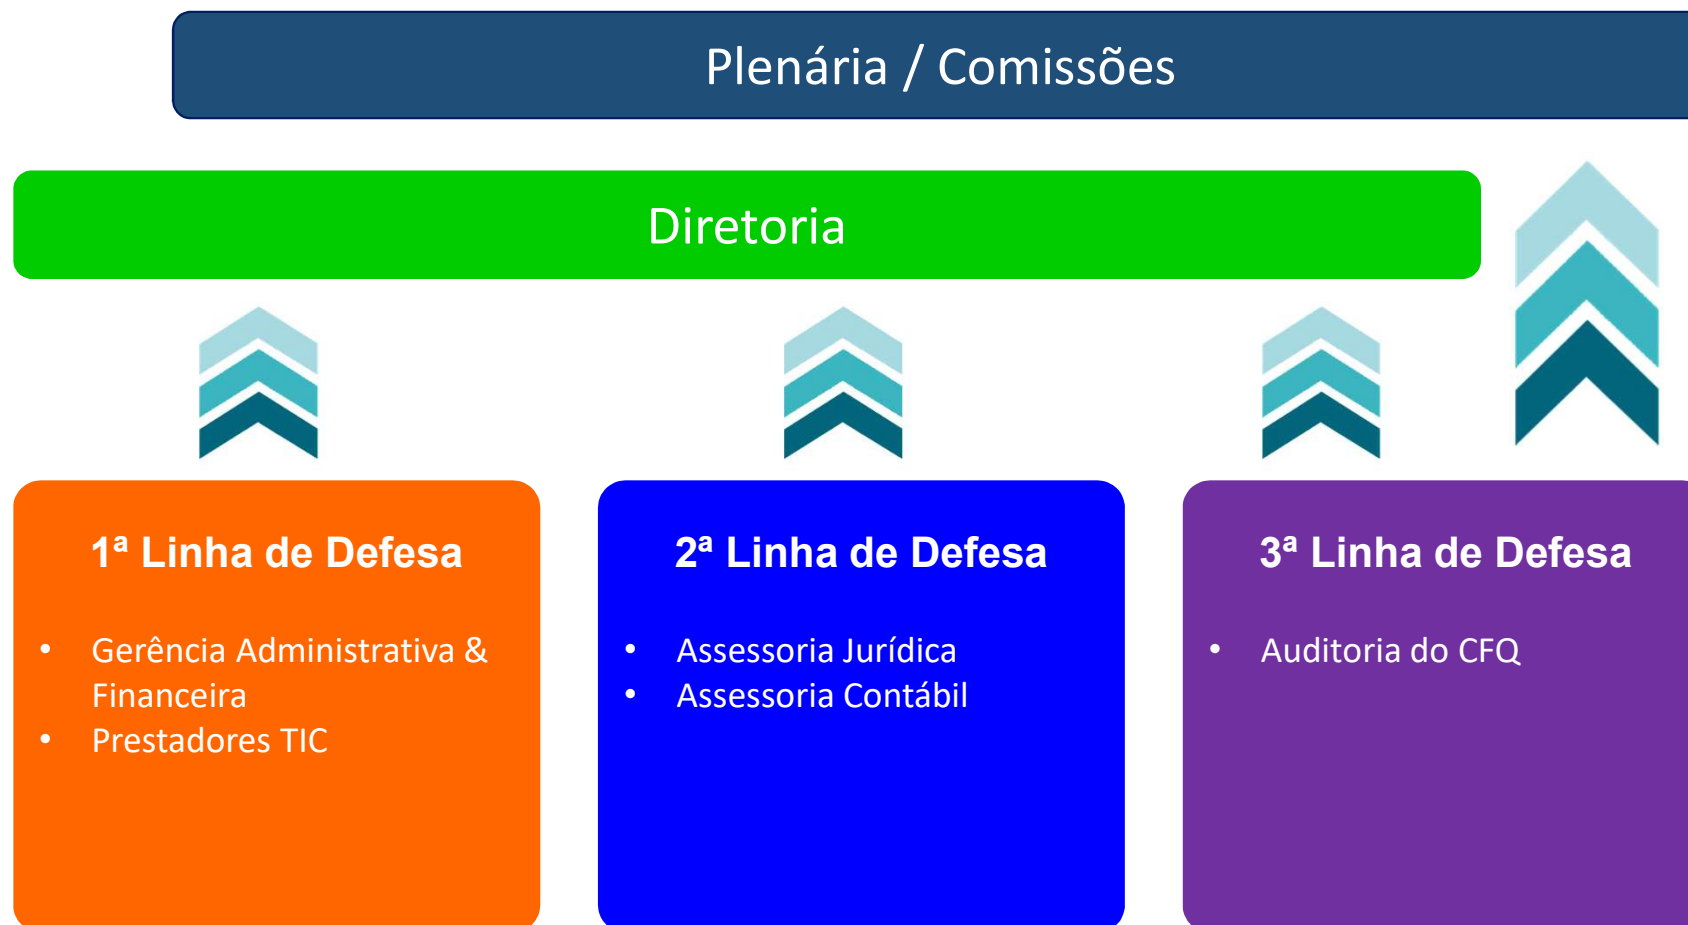 Plenária / Comissões
Diretoria
1ª Linha de Defesa
• Gerência Administrativa &
Financeira
• Prestadores TIC
2ª Linha de Defesa
• Assessoria Jurídica
• Assessoria Contábil
3ª Linha de Defesa
• Auditoria do CFQ